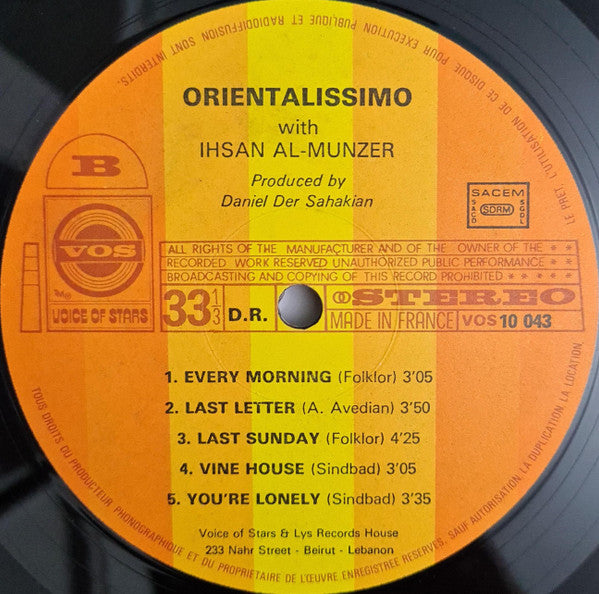 ORIENTALISSIMO
with
IHSAN AL-MUNZER
Produced by
Daniel Der Sahakian
B
VOS
VOICE OF STARS
SACEM
SACD SDRM SGDL
ALL RIGHTS OF THE MANUFACTURER AND OF THE OWNER OF THE * *
RECORDED WORK RESERVED UNAUTHORIZED PUBLIC PERFORMANCE * *
BROADCASTING AND COPYING OF THIS RECORD PROHIBITED * * * *
33 1/3 D.R. STEREO
MADE IN FRANCE VOS 10 043
1. EVERY MORNING (Folklor) 3'05
2. LAST LETTER (A. Avedian) 3'50
3. LAST SUNDAY (Folklor) 4'25
4. VINE HOUSE (Sindbad) 3'05
5. YOU'RE LONELY (Sindbad) 3'35
Voice of Stars & Lys Records House
233 Nahr Street - Beirut - Lebanon
TOUS DROITS DU PRODUCTEUR PHONOGRAPHIQUE ET DU PROPRIETAIRE DE L'ŒUVRE ENREGISTREE RESERVES. SAUF AUTORISATION LA DUPLICATION, LA LOCATION, LE PRET, L'UTILISATION DE CE DISQUE POUR EXECUTION PUBLIQUE ET RADIODIFFUSION SONT INTERDITS.